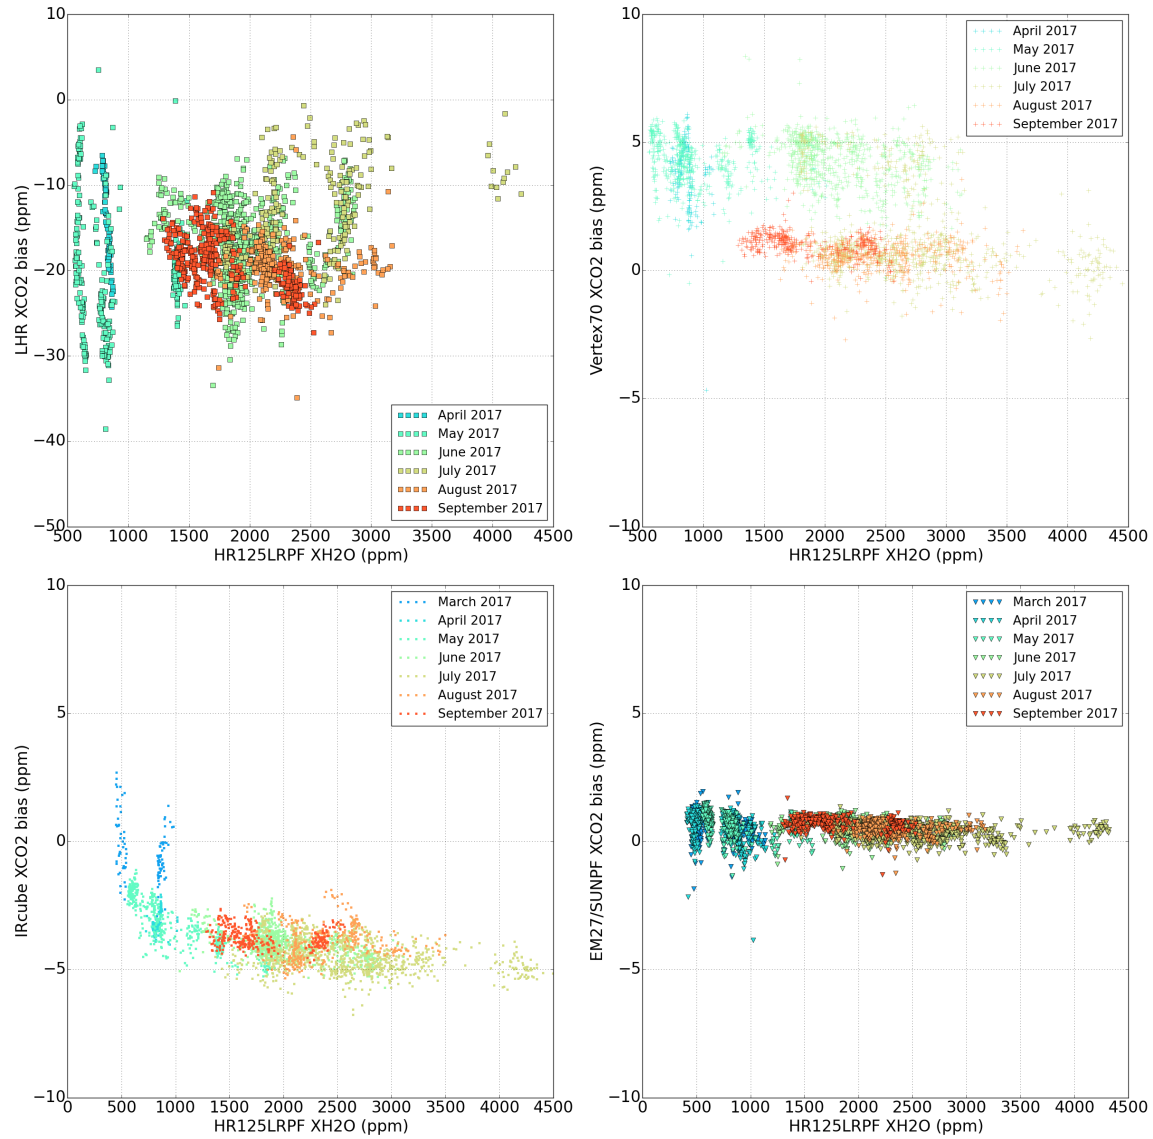 10
0
−10
−20
−30
−40
−50
LHR XCO2 bias (ppm)
April 2017
May 2017
June 2017
July 2017
August 2017
September 2017
500 1000 1500 2000 2500 3000 3500 4000 4500
HR125LRPF XH2O (ppm)
10
5
0
−5
−10
Vertex70 XCO2 bias (ppm)
April 2017
May 2017
June 2017
July 2017
August 2017
September 2017
500 1000 1500 2000 2500 3000 3500 4000 4500
HR125LRPF XH2O (ppm)
10
5
0
−5
−10
IRcube XCO2 bias (ppm)
March 2017
April 2017
May 2017
June 2017
July 2017
August 2017
September 2017
0 500 1000 1500 2000 2500 3000 3500 4000 4500
HR125LRPF XH2O (ppm)
10
5
0
−5
−10
EM27/SUNPF XCO2 bias (ppm)
March 2017
April 2017
May 2017
June 2017
July 2017
August 2017
September 2017
0 500 1000 1500 2000 2500 3000 3500 4000 4500
HR125LRPF XH2O (ppm)